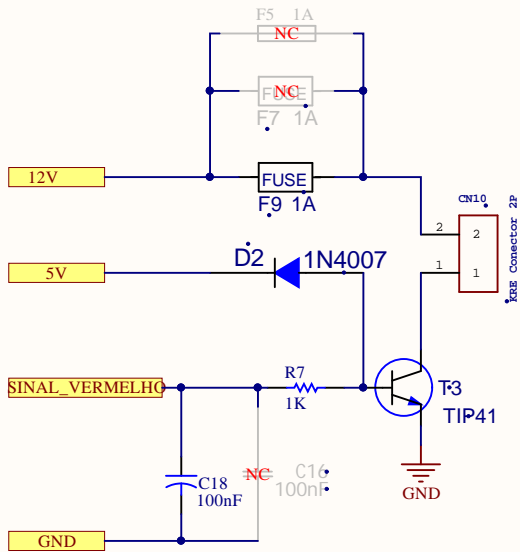 F5 1A
NC
FUSE
NC
F7 1A
12V
FUSE
F9 1A
CN10
2 2
1 1
KRE Conector 2P
5V
D2 1N4007
SINAL_VERMELHO
R7
1K
T3
TIP41
C18
100nF
NC
C16
100nF
GND
GND